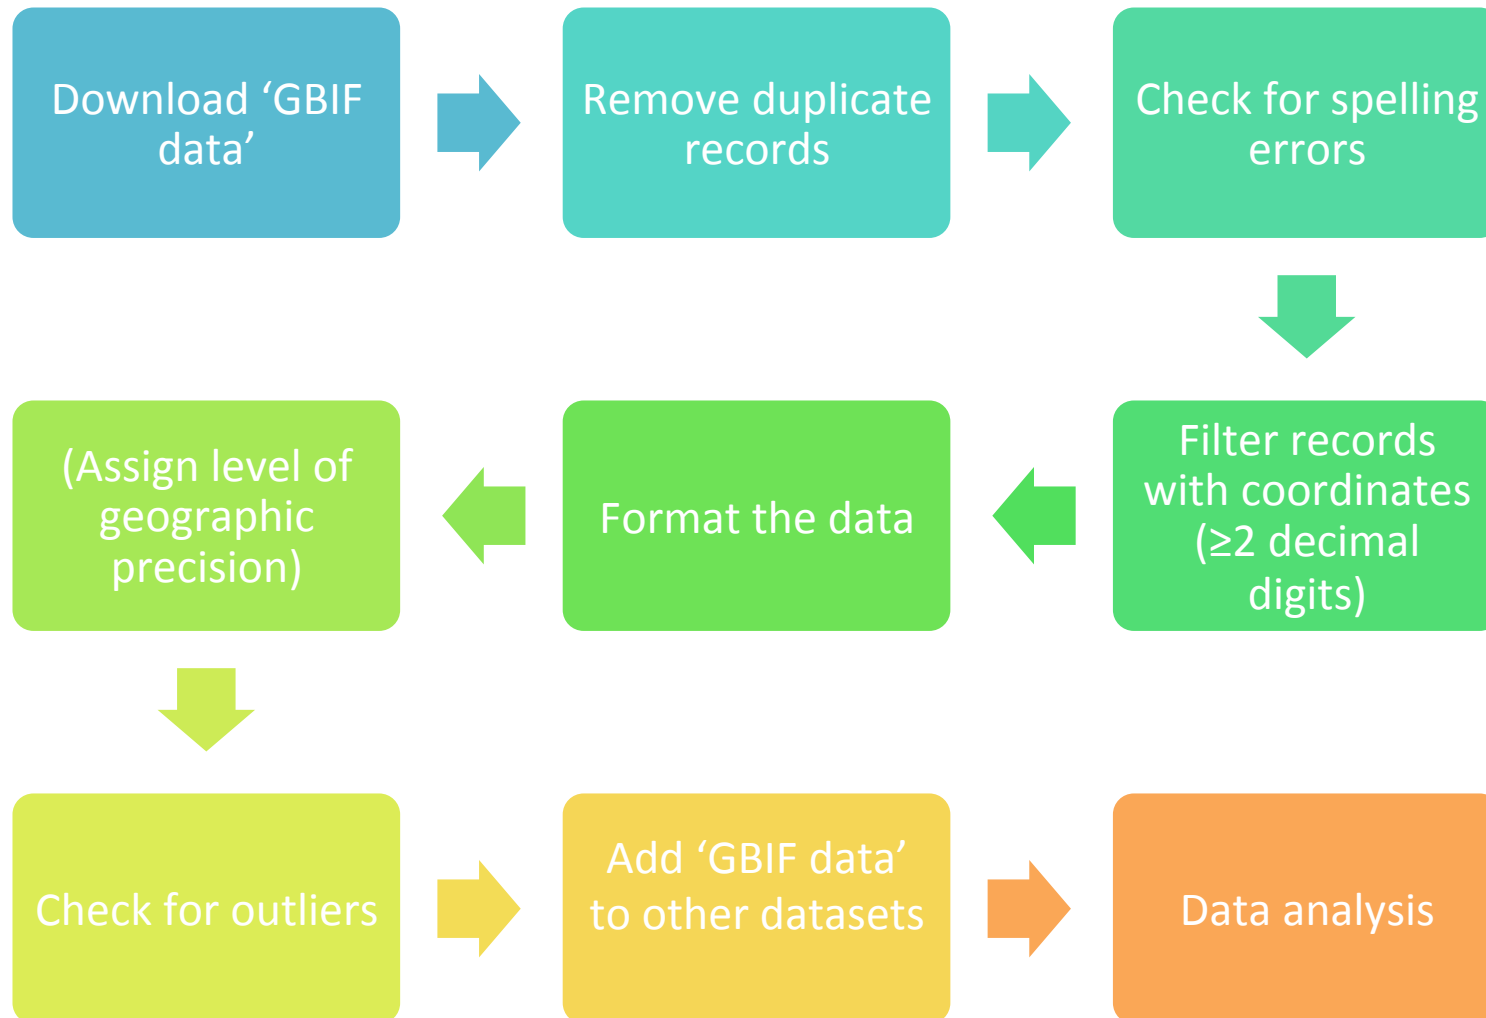 Download ‘GBIF
data’
Remove duplicate
records
Check for spelling
errors
Filter records
with coordinates
(≥2 decimal
digits)
Format the data
(Assign level of
geographic
precision)
Check for outliers
Add ‘GBIF data’
to other datasets
Data analysis